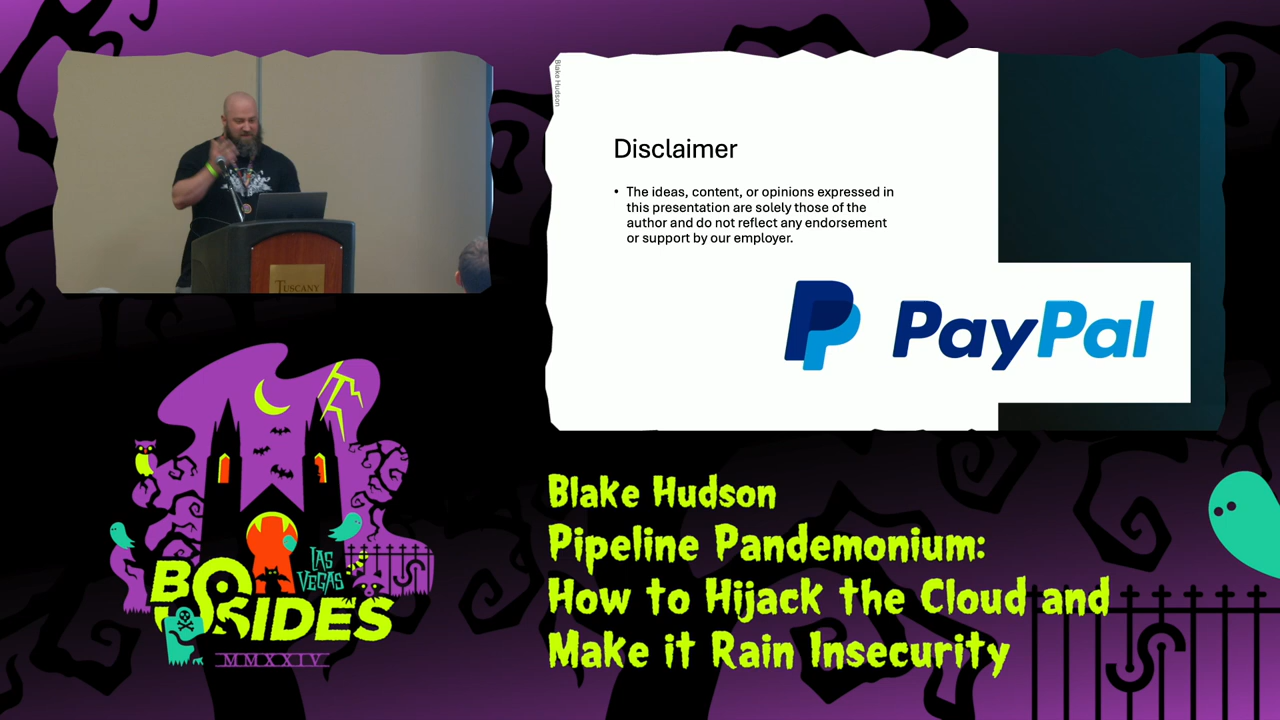 Blake Hudson
Disclaimer
• The ideas, content, or opinions expressed in
this presentation are solely those of the
author and do not reflect any endorsement
or support by our employer.
PayPal
TUSCANY
LAS
VEGAS
BSIDES
MMXXIV
Blake Hudson
Pipeline Pandemonium:
How to Hijack the Cloud and
Make it Rain Insecurity